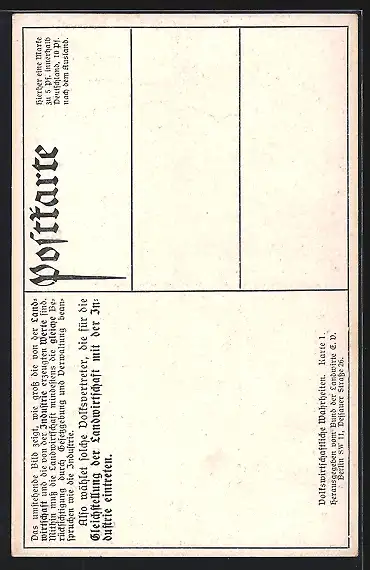 Das umstehende Bild zeigt, wie groß die von der Land-
wirtschaft und die von der Industrie erzeugten Werte sind.
Mithin muß die Landwirtschaft mindestens die gleiche Be-
rücksichtigung durch Gesetzgebung und Verwaltung bean-
spruchen wie die Industrie.
Also wählet solche Volksvertreter, die für die
Gleichstellung der Landwirtschaft mit der In-
dustrie eintreten.
Volkswirtschaftliche Wahrheiten. Karte 1.
Herausgegeben vom Bund der Landwirte E. V.
Berlin SW 11, Dessauer Straße 26.
Postkarte
Hierher eine Marke
zu 5 Pf. innerhalb
Deutschland, 10 Pf.
nach dem Ausland.